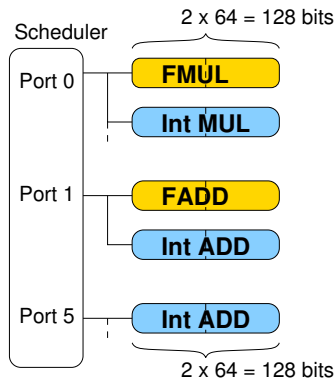 2 x 64 = 128 bits
Scheduler
Port 0
FMUL
Int MUL
Port 1
FADD
Int ADD
Port 5
Int ADD
2 x 64 = 128 bits